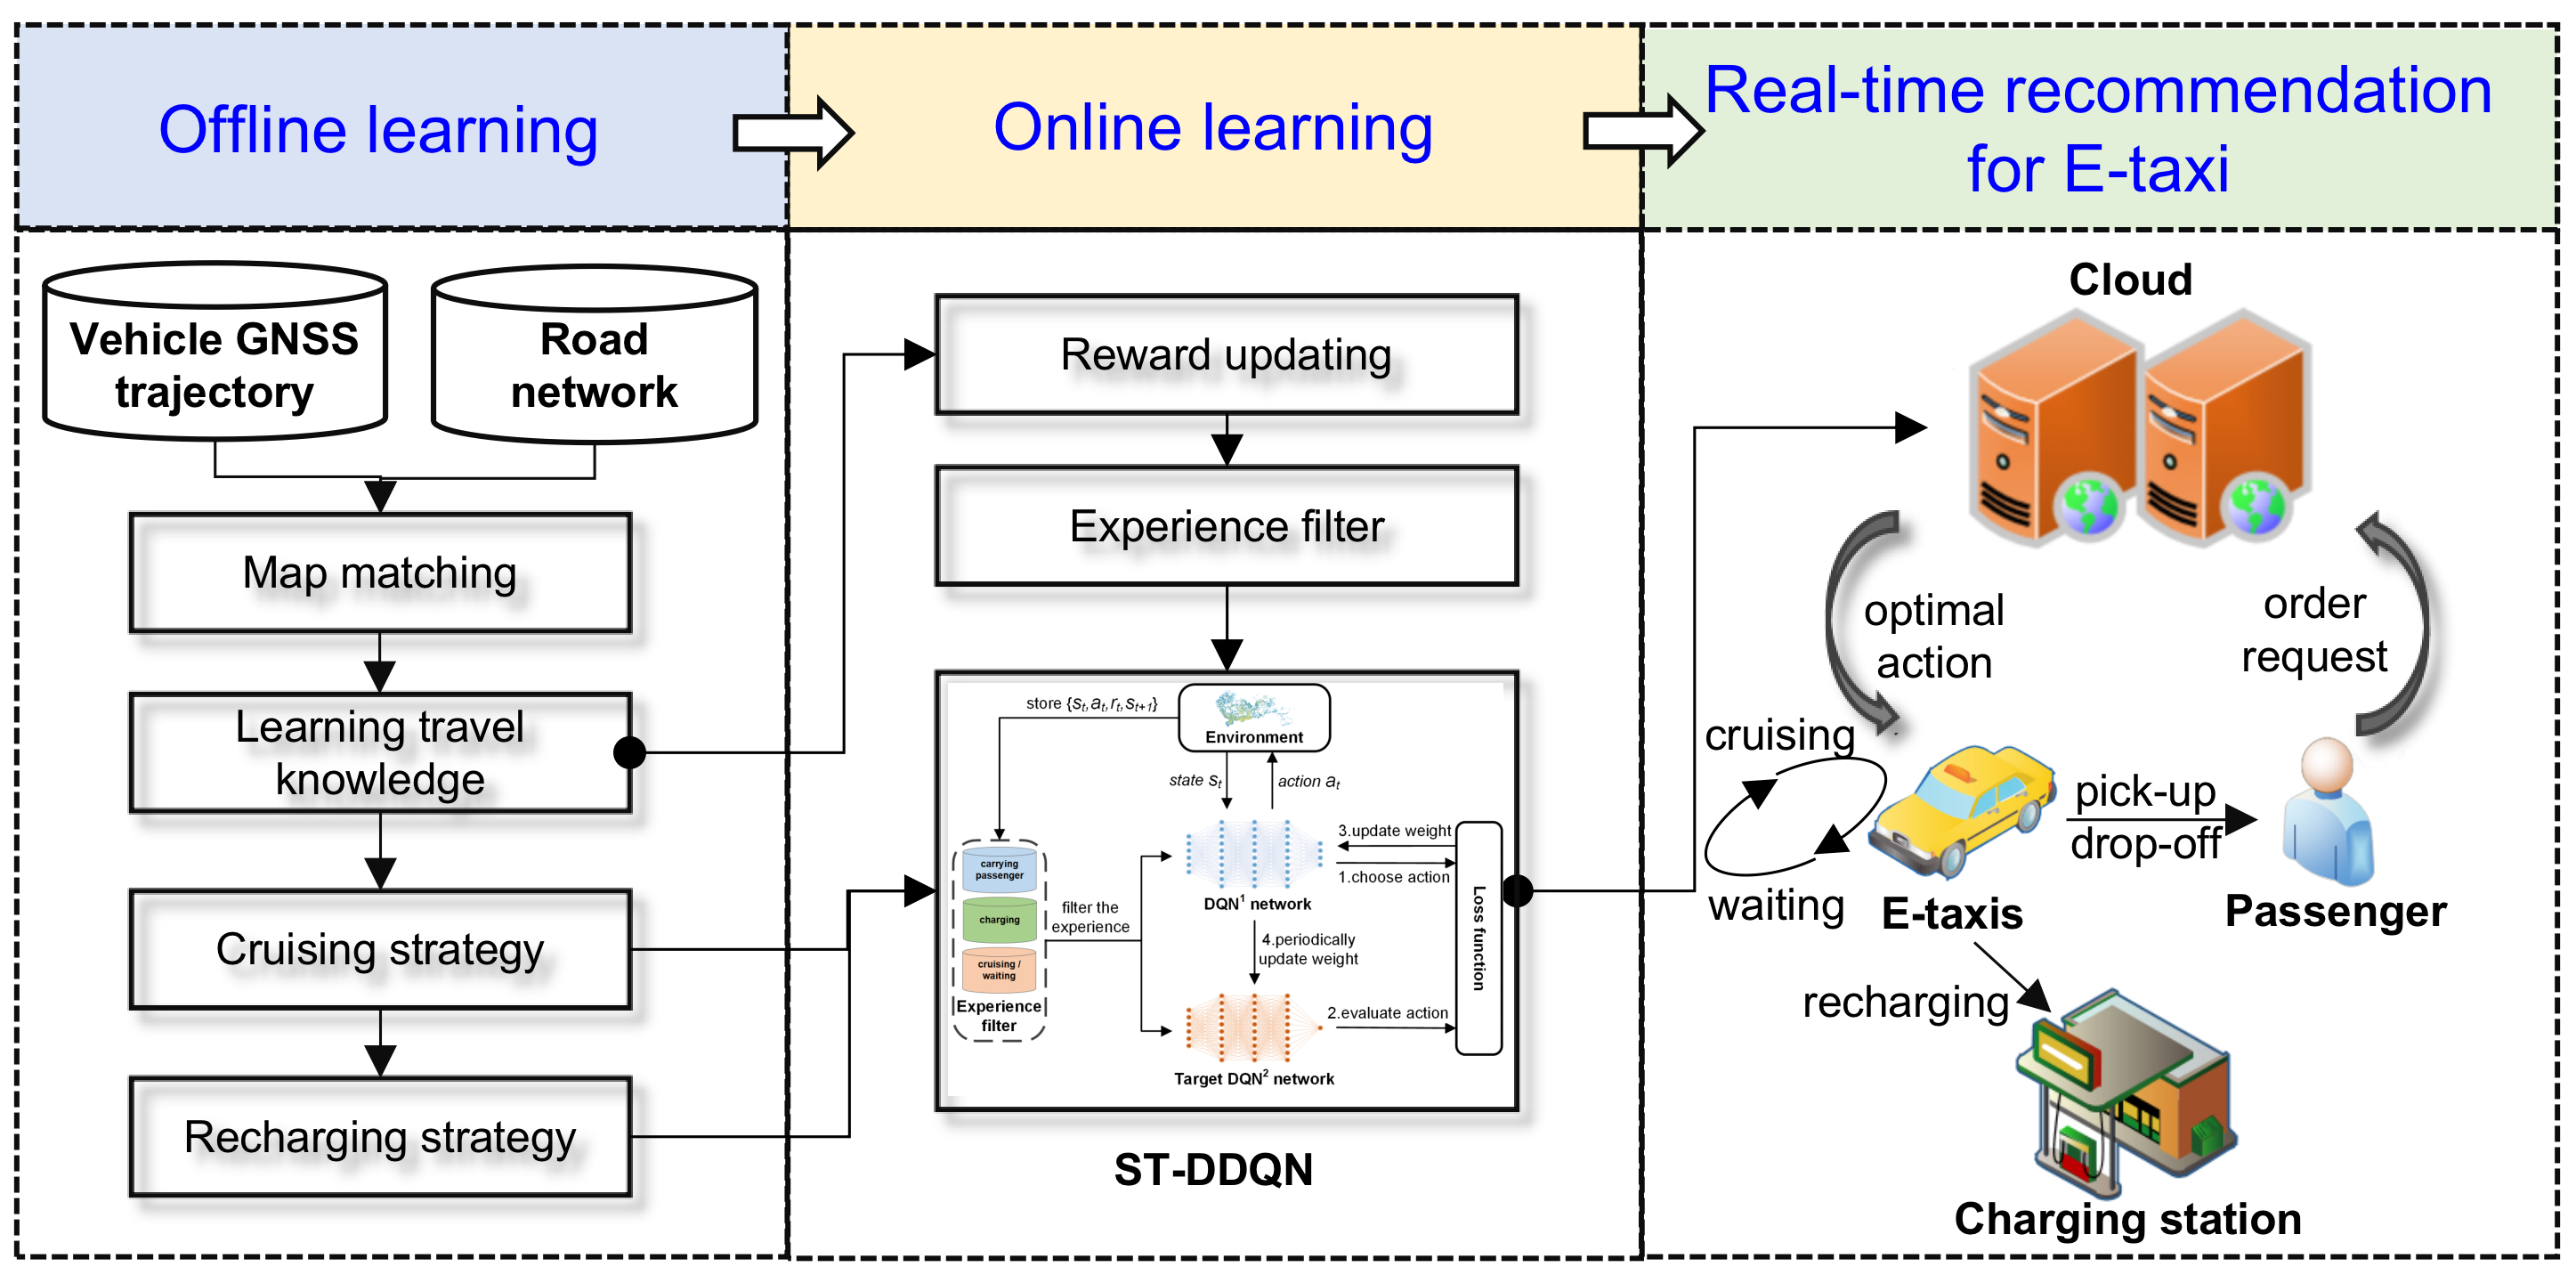 Offline learning
Online learning
Real-time recommendation
for E-taxi
Vehicle GNSS
trajectory
Road
network
Map matching
Learning travel
knowledge
Cruising strategy
Recharging strategy
Reward updating
Experience filter
store {s_t,a_t,r_t,s_{t+1}}
Environment
state s_t
action a_t
carrying
passenger
charging
cruising /
waiting
Experience
filter
filter the
experience
DQN¹ network
3.update weight
1.choose action
4.periodically
update weight
2.evaluate action
Target DQN² network
Loss function
ST-DDQN
Cloud
optimal
action
order
request
cruising
waiting
E-taxis
pick-up
drop-off
Passenger
recharging
Charging station